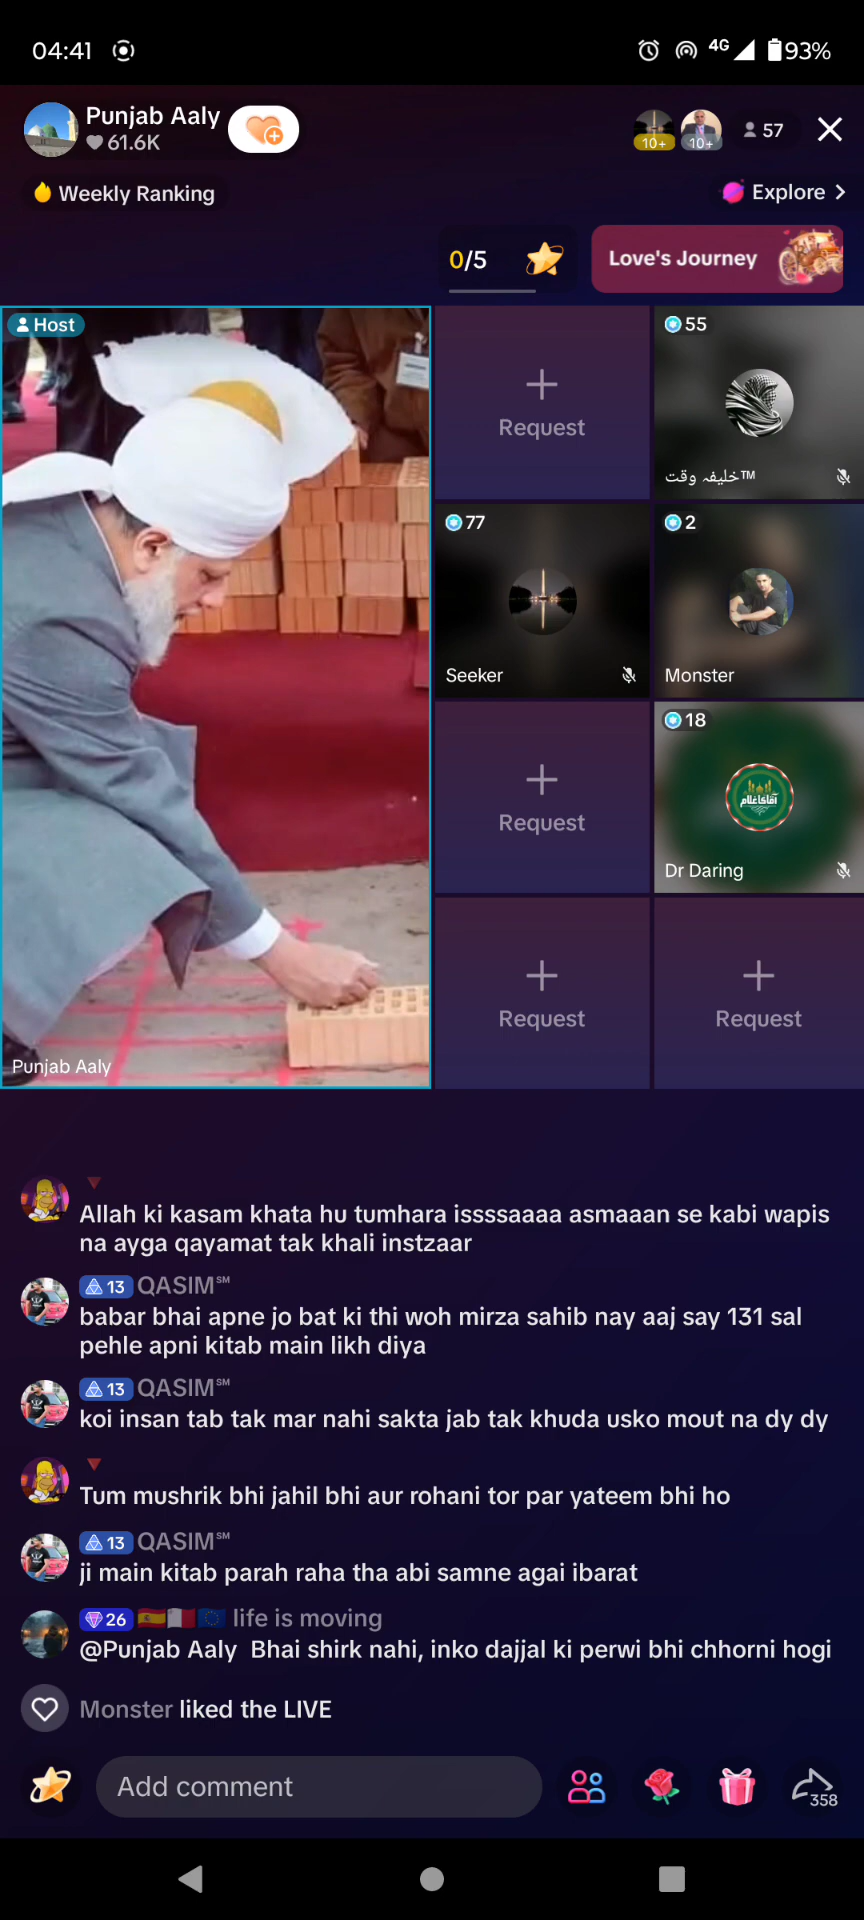 04:41
4G
93%
Punjab Aaly
61.6K
10+
10+
57
Weekly Ranking
Explore
0/5
Love's Journey
Host
Request
55
خلیفہ وقت™
77
2
Seeker
Monster
Request
18
آقا کا غلام
Dr Daring
Request
Request
Punjab Aaly
Allah ki kasam khata hu tumhara issssaaaa asmaaan se kabi wapis
na ayga qayamat tak khali instzaar
13 QASIM℠
babar bhai apne jo bat ki thi woh mirza sahib nay aaj say 131 sal
pehle apni kitab main likh diya
13 QASIM℠
koi insan tab tak mar nahi sakta jab tak khuda usko mout na dy dy
Tum mushrik bhi jahil bhi aur rohani tor par yateem bhi ho
13 QASIM℠
ji main kitab parah raha tha abi samne agai ibarat
26 🇪🇸🇲🇹🇪🇺 life is moving
@Punjab Aaly Bhai shirk nahi, inko dajjal ki perwi bhi chhorni hogi
Monster liked the LIVE
Add comment
358